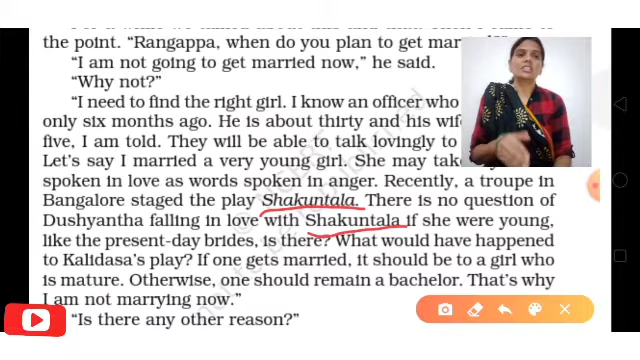 the point. "Rangappa, when do you plan to get
"I am not going to get married now," he said.
"Why not?"
"I need to find the right girl. I know an officer who
only six months ago. He is about thirty and his wife
five, I am told. They will be able to talk lovingly to
Let's say I married a very young girl. She may take
spoken in love as words spoken in anger. Recently, a troupe in
Bangalore staged the play Shakuntala. There is no question of
Dushyantha falling in love with Shakuntala if she were young,
like the present-day brides, is there? What would have happened
to Kalidasa's play? If one gets married, it should be to a girl who
is mature. Otherwise, one should remain a bachelor. That's why
I am not marrying now."
"Is there any other reason?"